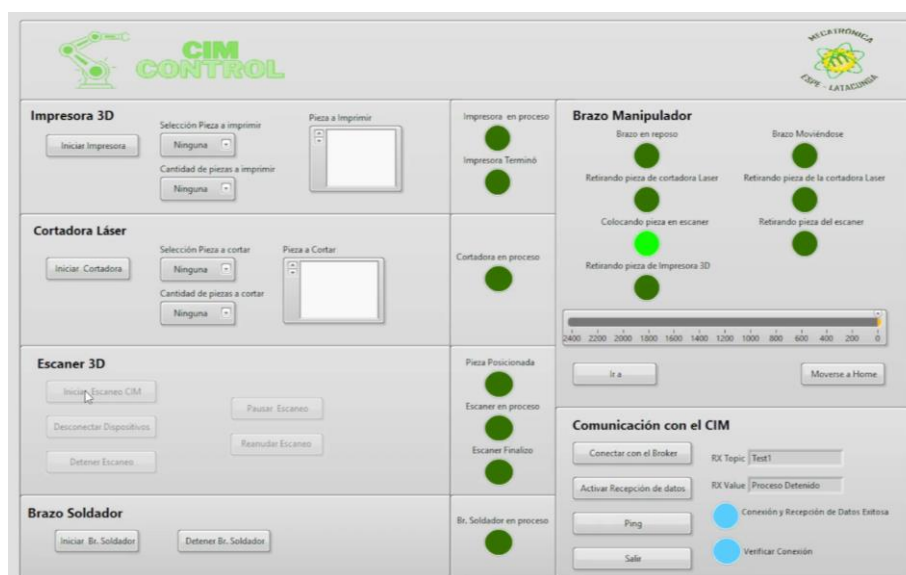 CIM
CONTROL
MECATRÓNICA
ESPE - LATACUNGA
Impresora 3D
Iniciar Impresora
Selección Pieza a imprimir
Ninguna
Cantidad de piezas a imprimir
Ninguna
Pieza a Imprimir
Impresora en proceso
Impresora Terminó
Cortadora Láser
Iniciar Cortadora
Selección Pieza a cortar
Ninguna
Cantidad de piezas a cortar
Ninguna
Pieza a Cortar
Cortadora en proceso
Escaner 3D
Iniciar Escaneo CIM
Desconectar Dispositivos
Detener Escaneo
Pausar Escaneo
Reanudar Escaneo
Pieza Posicionada
Escaner en proceso
Escaner Finalizo
Brazo Soldador
Iniciar Br. Soldador
Detener Br. Soldador
Br. Soldador en proceso
Brazo Manipulador
Brazo en reposo
Brazo Moviéndose
Retirando pieza de cortadora Laser
Retirando pieza de la cortadora Laser
Colocando pieza en escaner
Retirando pieza del escaner
Retirando pieza de Impresora 3D
2400 2200 2000 1800 1600 1400 1200 1000 800 600 400 200 0
Ir a
Moverse a Home
Comunicación con el CIM
Conectar con el Broker
RX Topic Test1
Activar Recepción de datos
RX Value Proceso Detenido
Ping
Conexión y Recepción de Datos Exitosa
Salir
Verificar Conexión